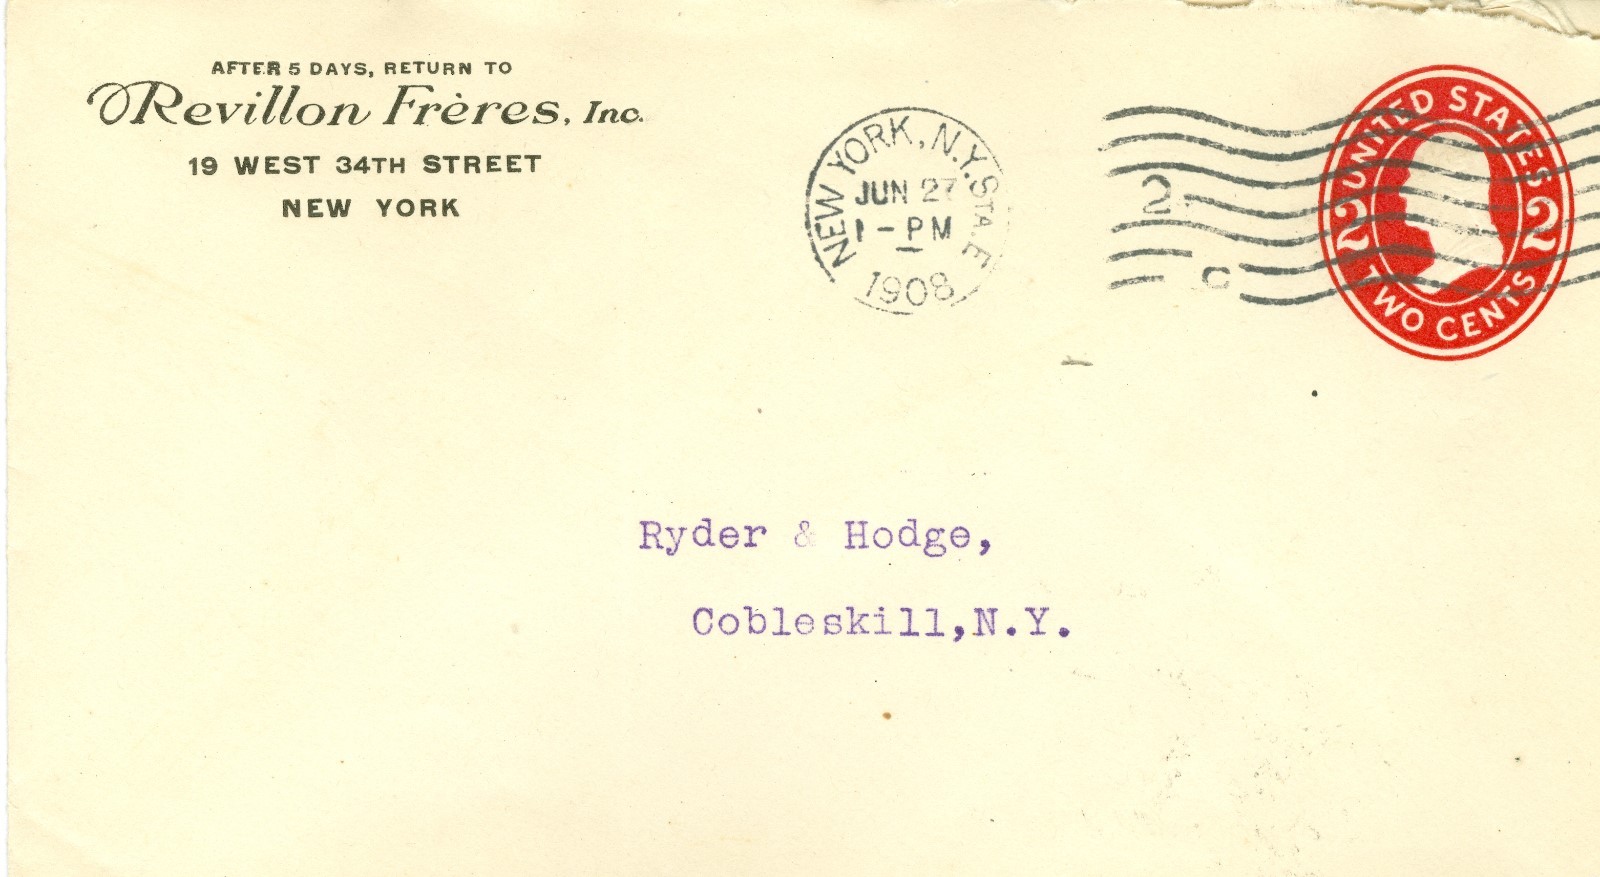 AFTER 5 DAYS, RETURN TO
Revillon Frères, Inc.
19 WEST 34TH STREET
NEW YORK
NEW YORK, N.Y. STA. E
JUN 27
1-PM
1908
2
C
UNITED STATES
2 2
TWO CENTS
Ryder & Hodge,
Cobleskill,N.Y.